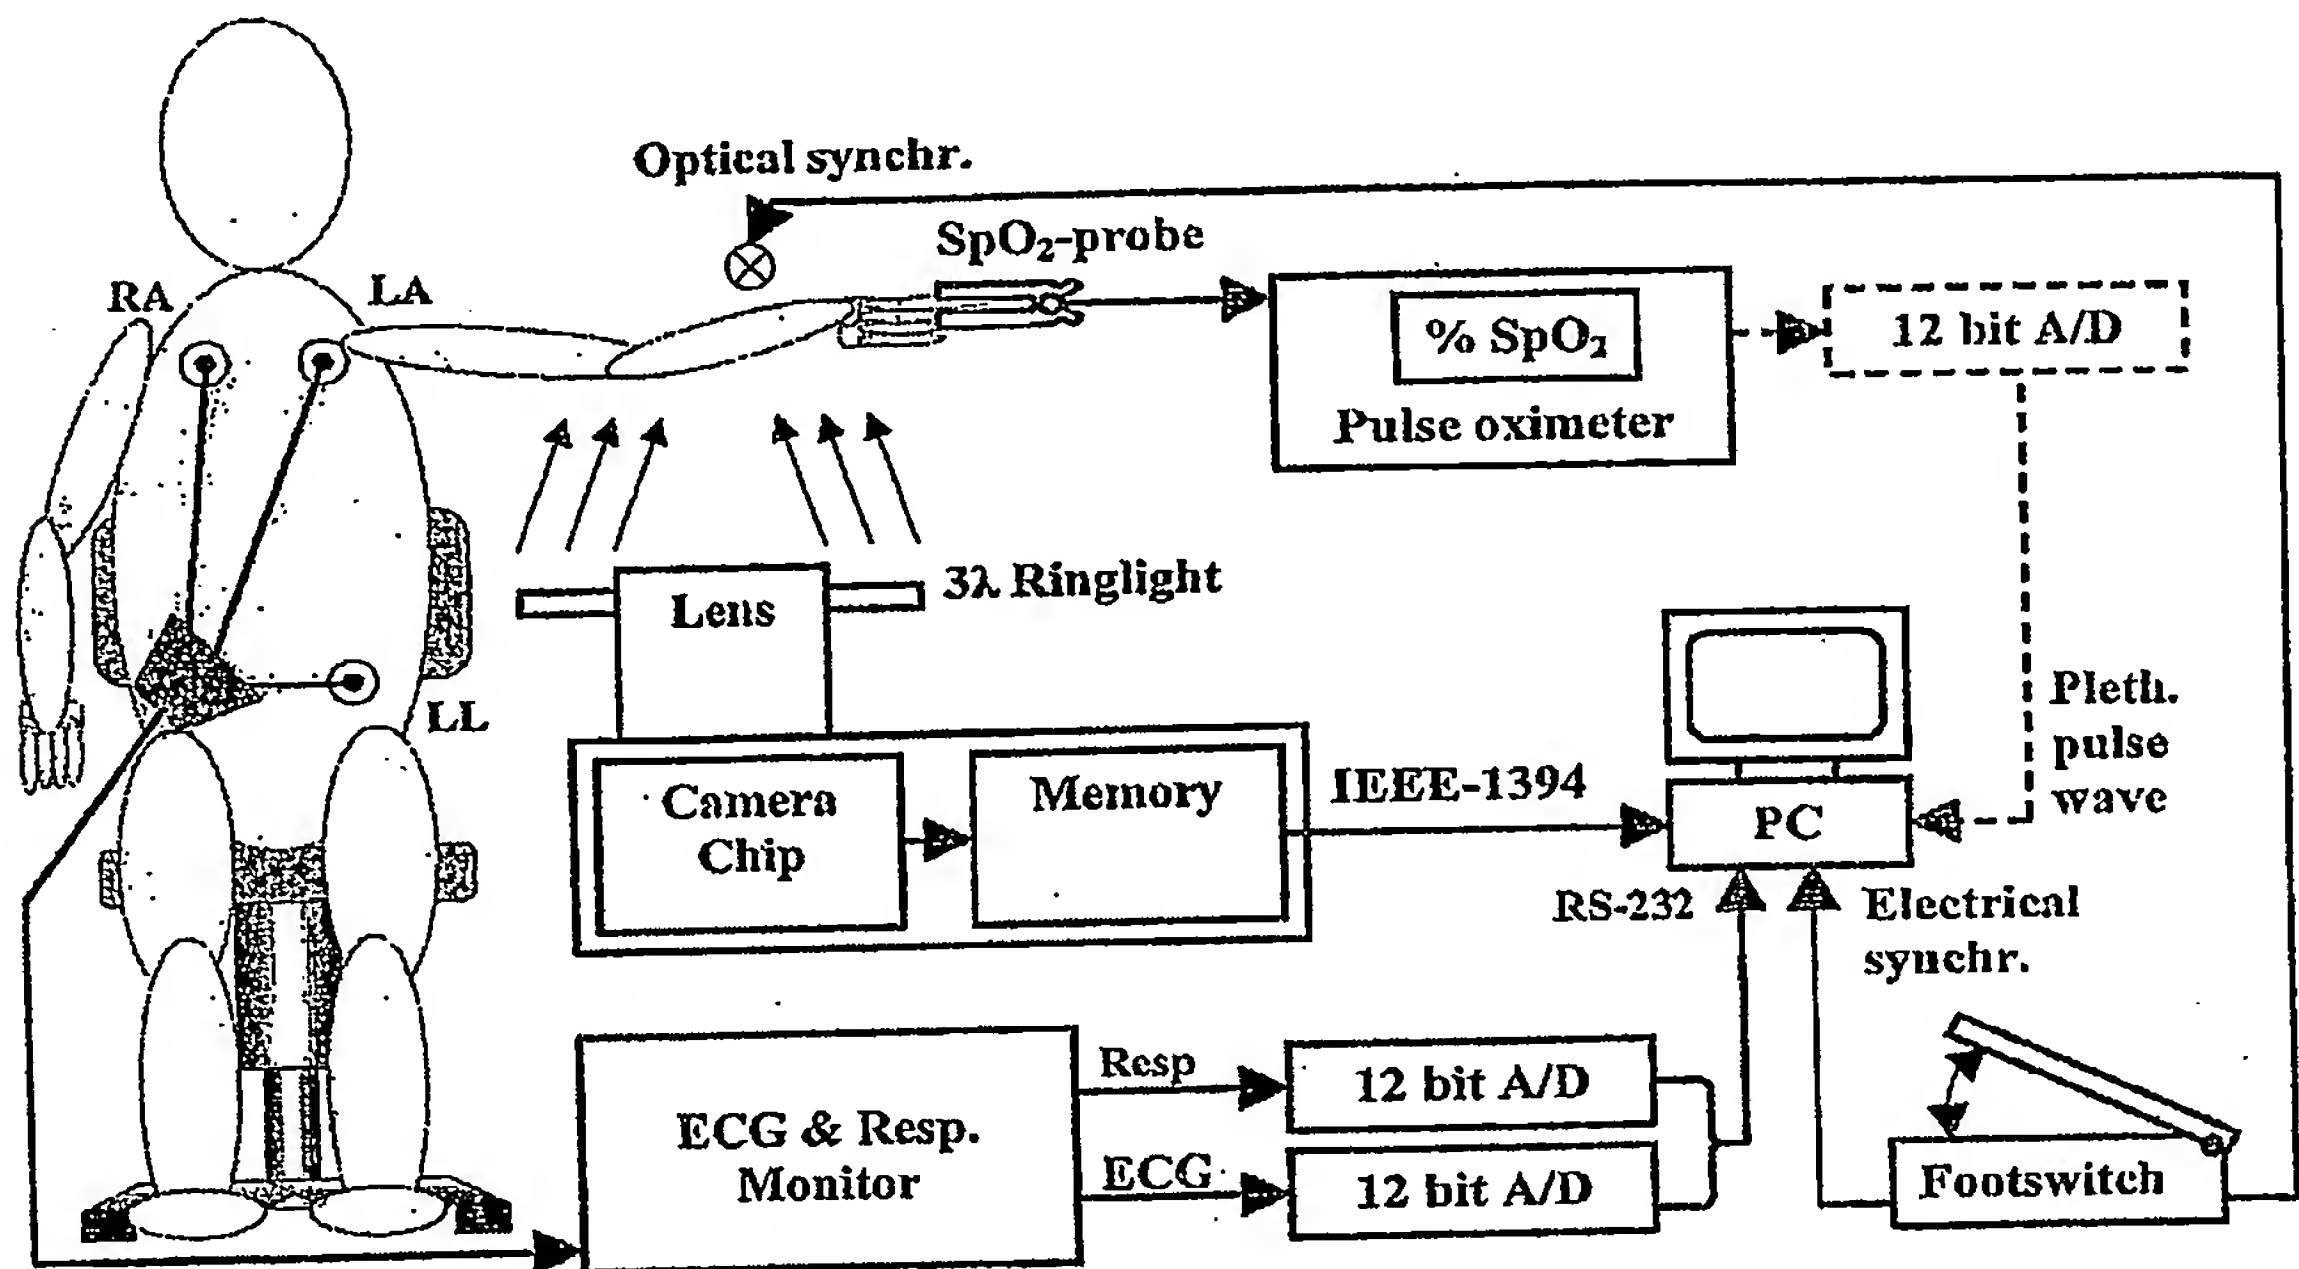 Optical synchr.
SpO₂-probe
RA
LA
% SpO₂
Pulse oximeter
12 bit A/D
3λ Ringlight
Lens
LL
Camera
Chip
Memory
IEEE-1394
PC
Pleth.
pulse
wave
RS-232
Electrical
synchr.
ECG & Resp.
Monitor
Resp
ECG
12 bit A/D
12 bit A/D
Footswitch